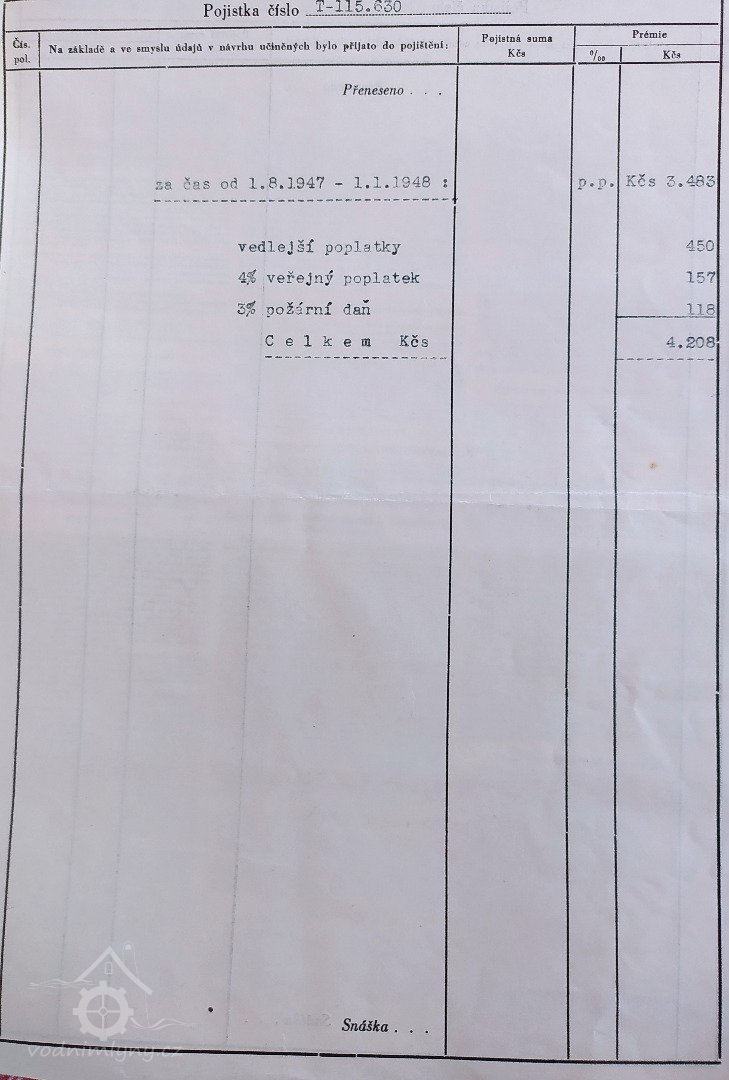 Pojistka číslo T-115.630
Čís. pol.
Na základě a ve smyslu údajů v návrhu učiněných bylo přijato do pojištění:
Pojistná suma Kčs
Prémie
‰ Kčs
Přeneseno . . .
za čas od 1.8.1947 - 1.1.1948 : p.p. Kčs 3.483
vedlejší poplatky 450
4% veřejný poplatek 157
3% požární daň 118
C e l k e m Kčs 4.208
Snáška . . .
vodnimlyny.cz